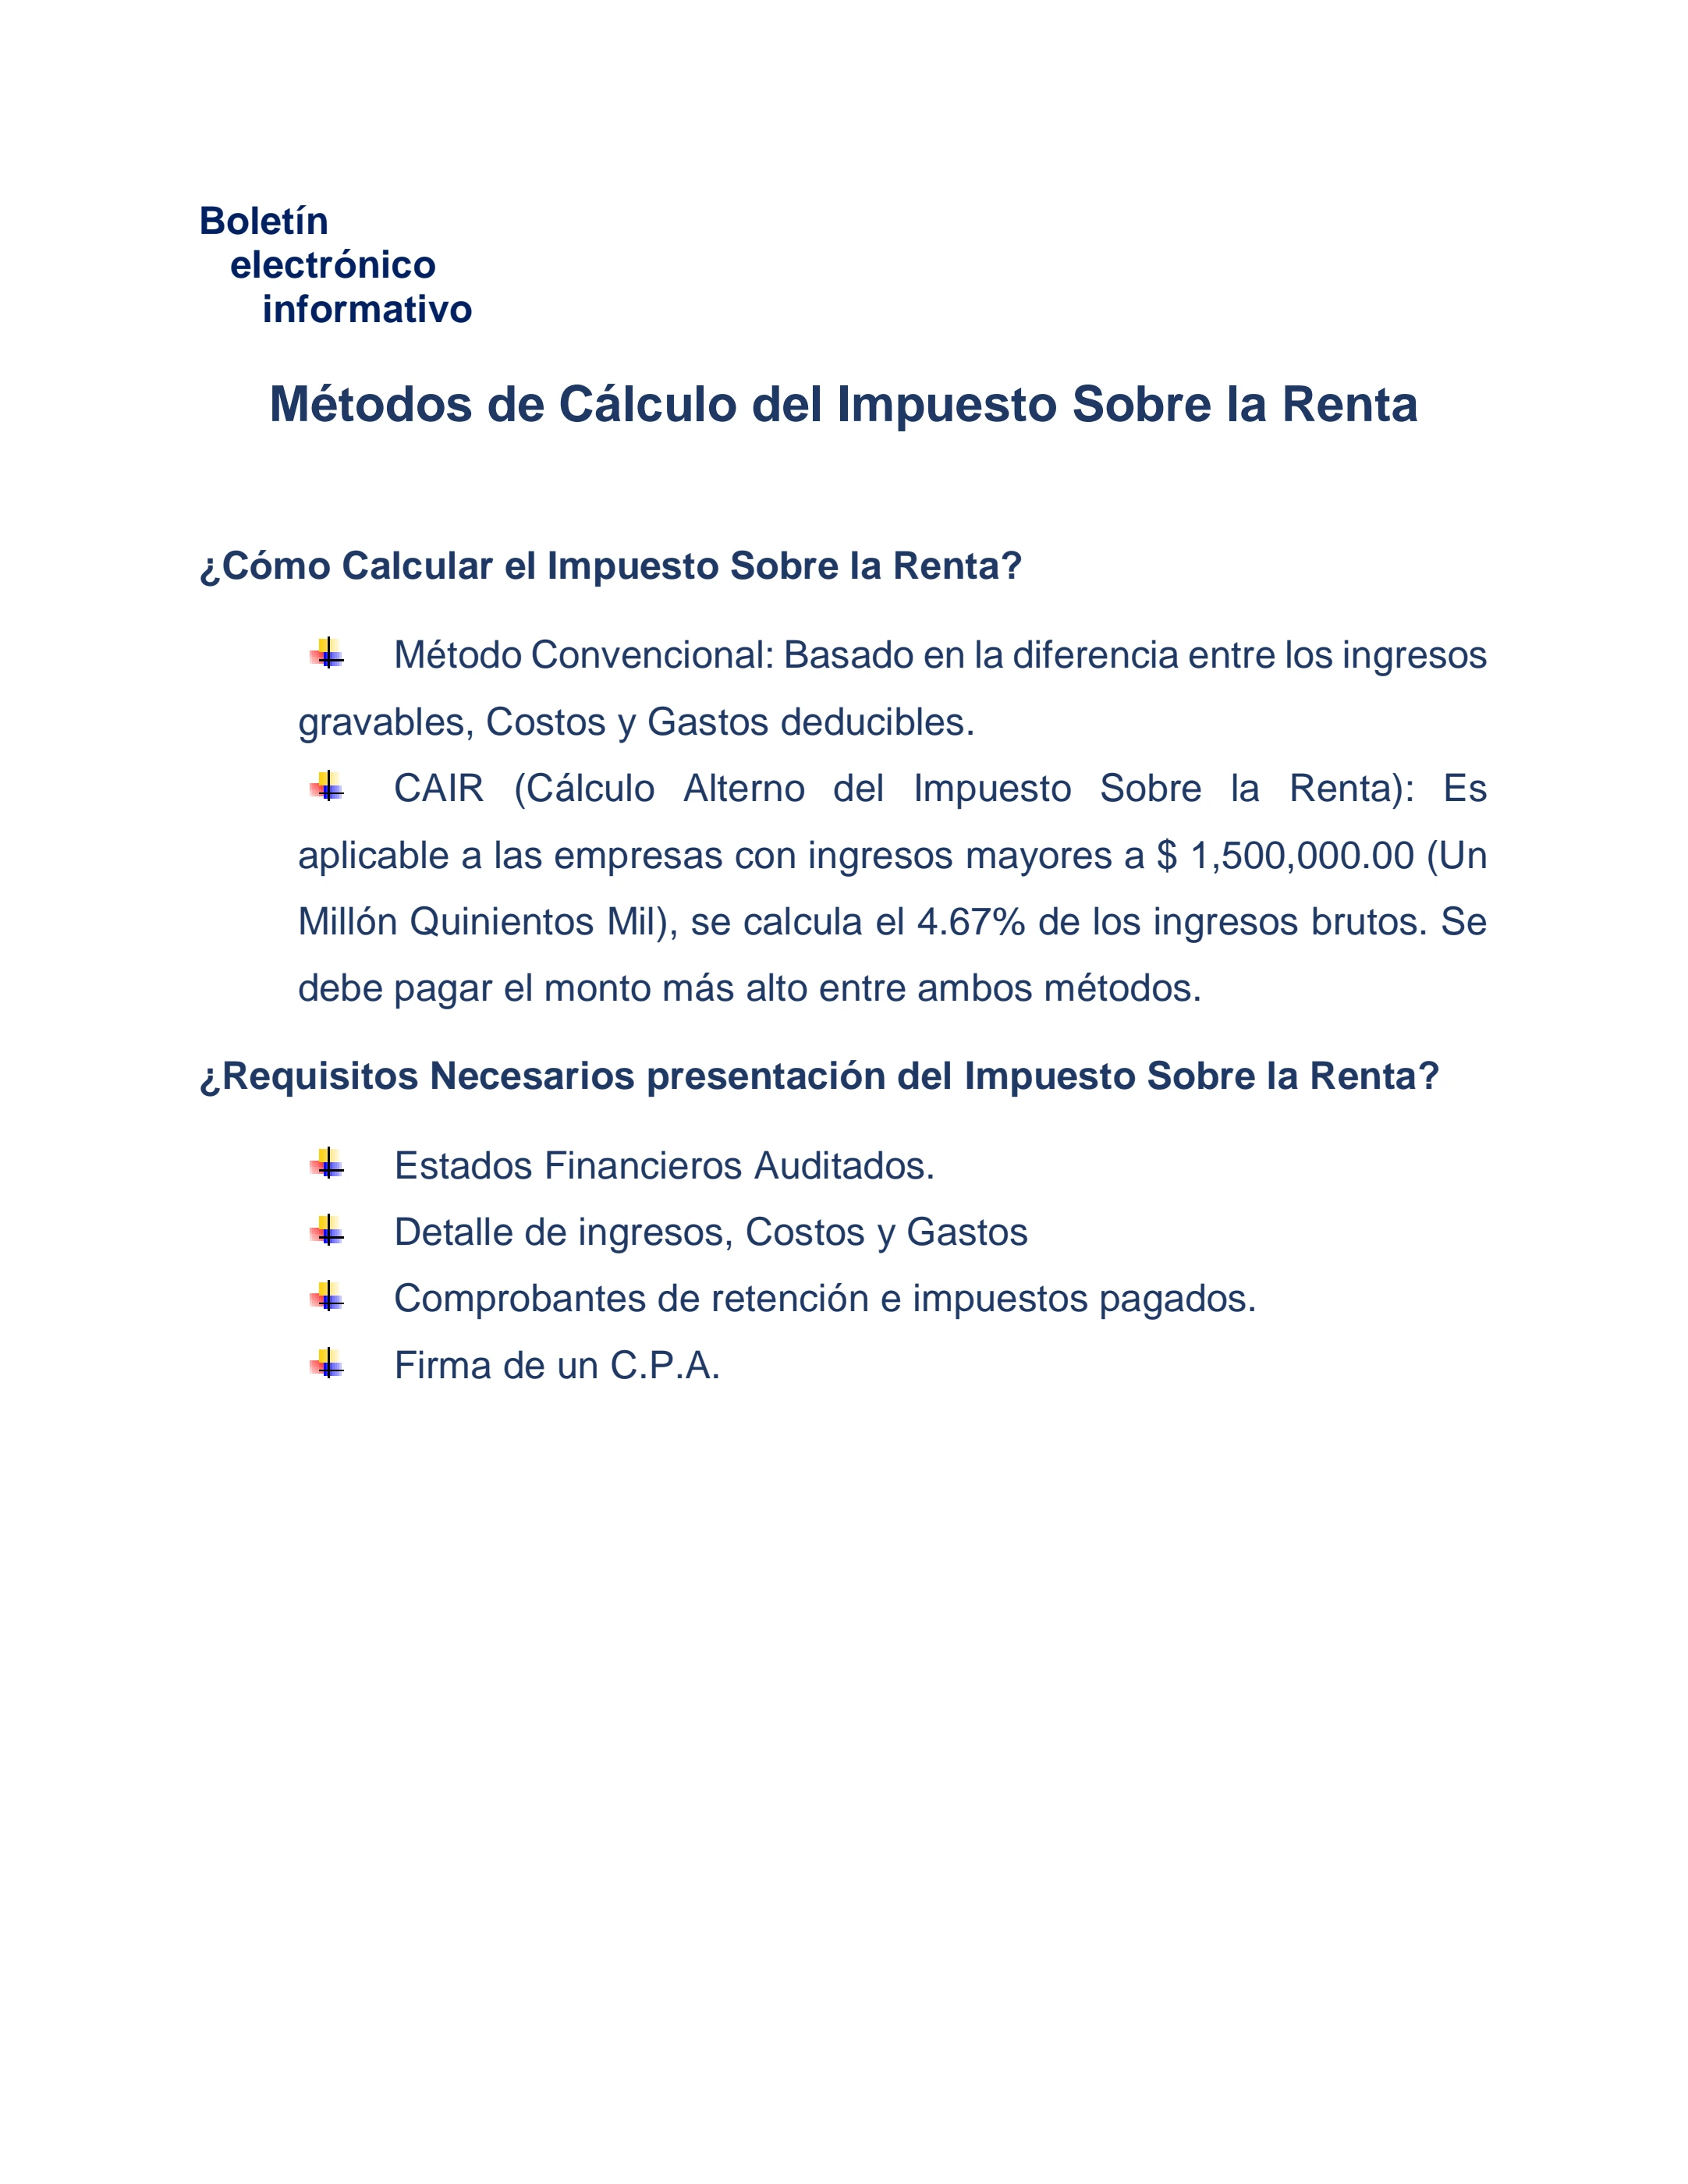 Boletín
electrónico
informativo
Métodos de Cálculo del Impuesto Sobre la Renta
¿Cómo Calcular el Impuesto Sobre la Renta?
Método Convencional: Basado en la diferencia entre los ingresos
gravables, Costos y Gastos deducibles.
CAIR (Cálculo Alterno del Impuesto Sobre la Renta): Es
aplicable a las empresas con ingresos mayores a $ 1,500,000.00 (Un
Millón Quinientos Mil), se calcula el 4.67% de los ingresos brutos. Se
debe pagar el monto más alto entre ambos métodos.
¿Requisitos Necesarios presentación del Impuesto Sobre la Renta?
Estados Financieros Auditados.
Detalle de ingresos, Costos y Gastos
Comprobantes de retención e impuestos pagados.
Firma de un C.P.A.